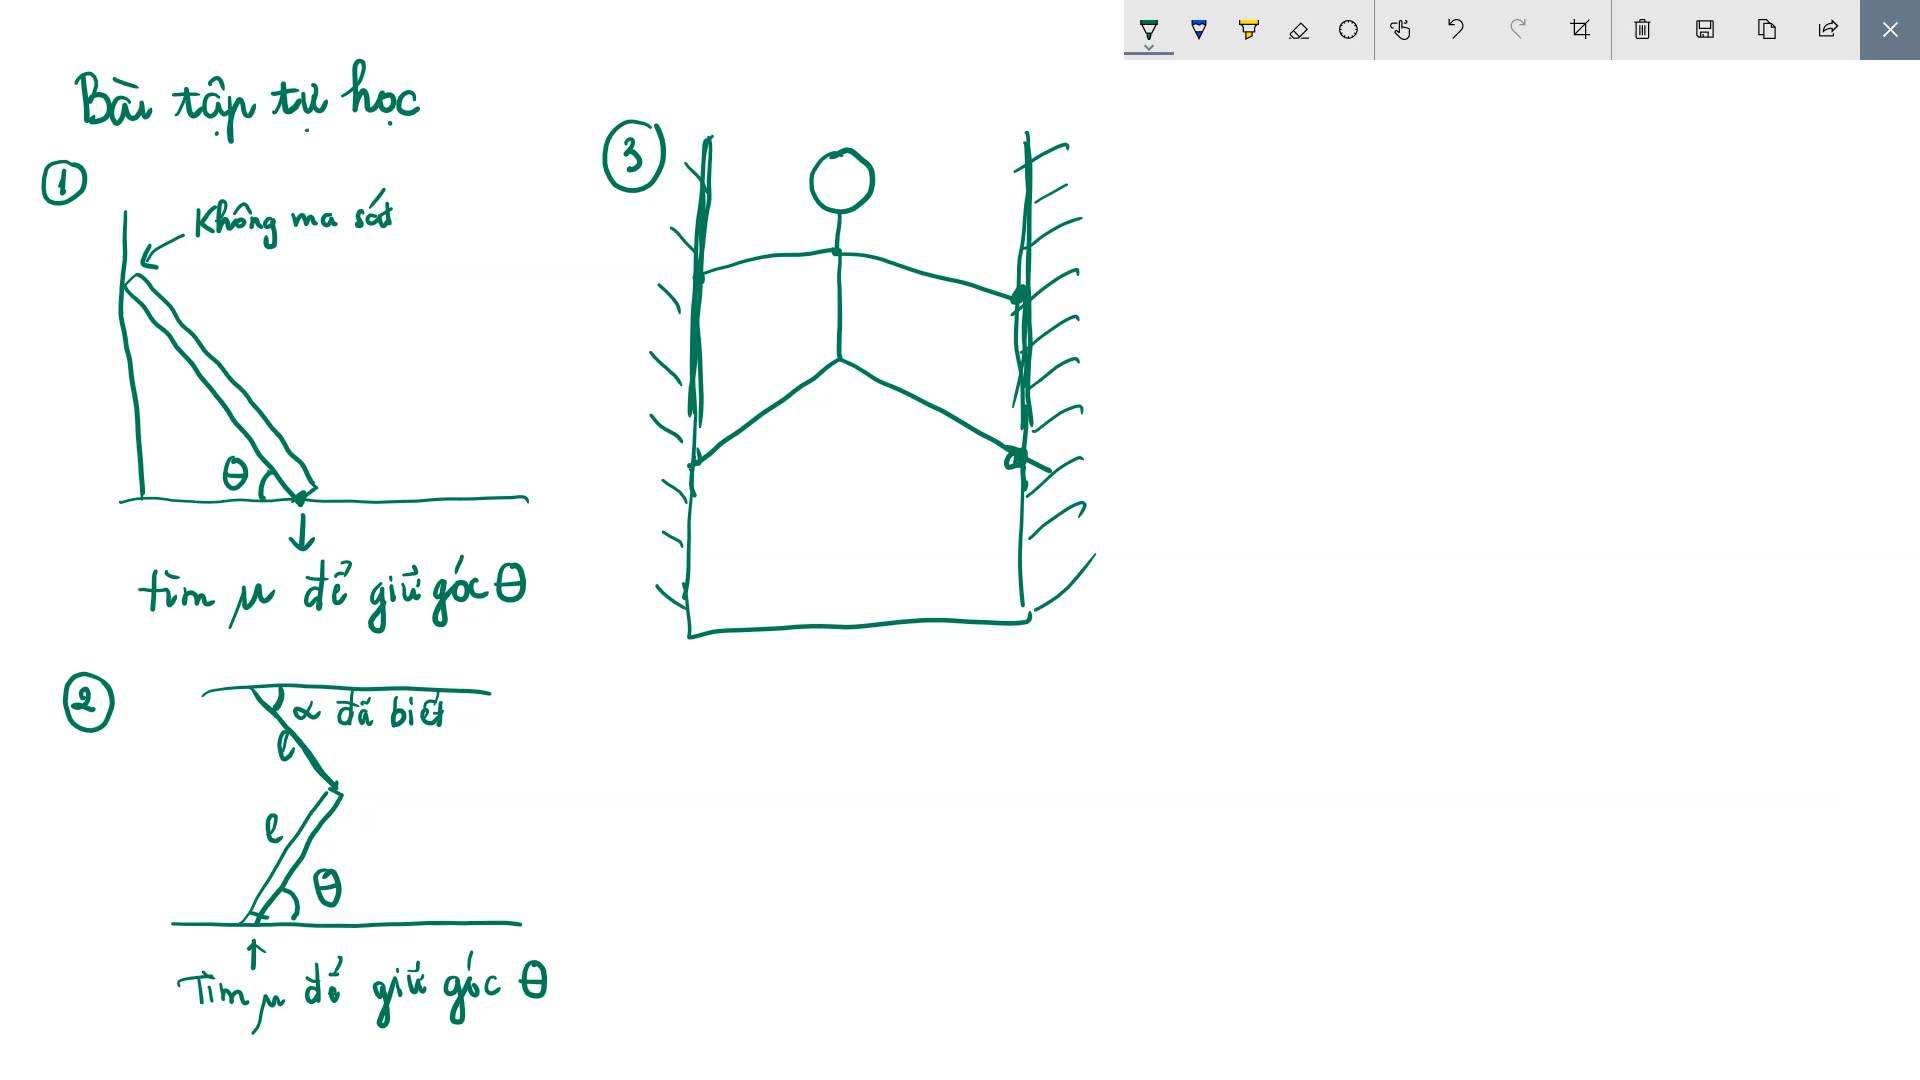 Bài tập tự học
①
Không ma sát
θ
tìm μ để giữ góc θ
②
α đã biết
l
l
θ
Tìm μ để giữ góc θ
③